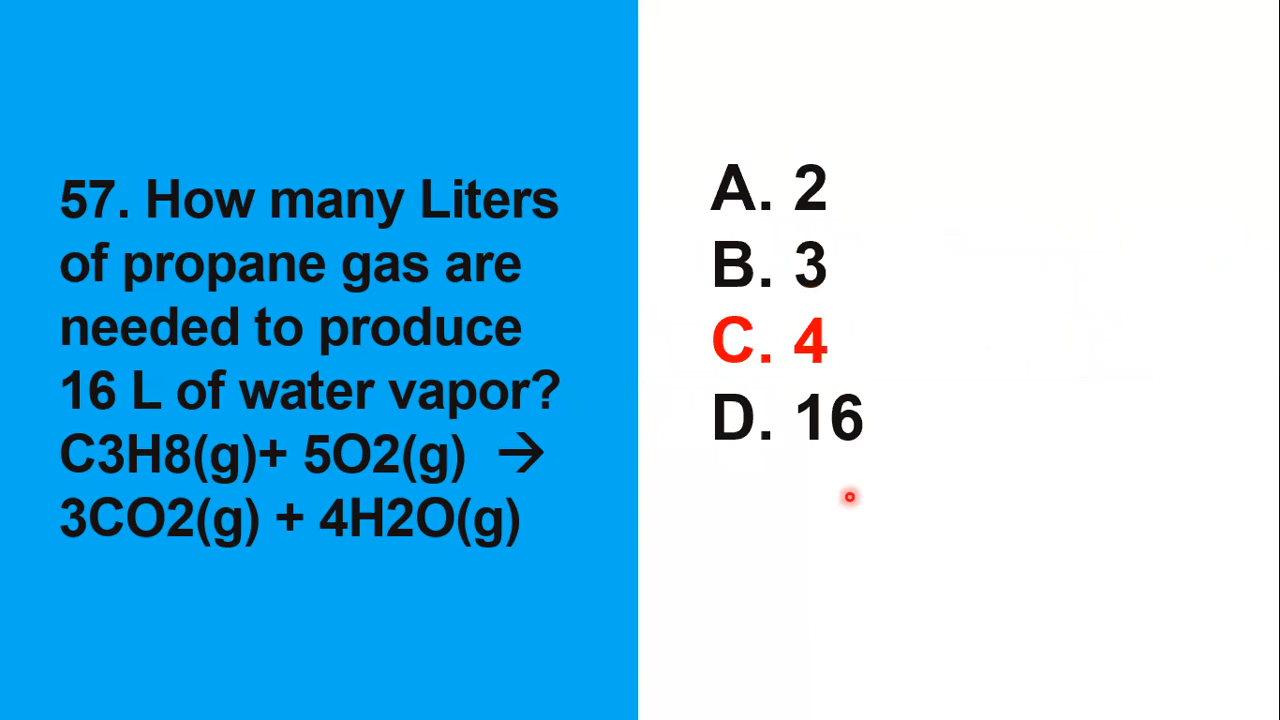 57. How many Liters
of propane gas are
needed to produce
16 L of water vapor?
C3H8(g)+ 5O2(g) →
3CO2(g) + 4H2O(g)
A. 2
B. 3
C. 4
D. 16